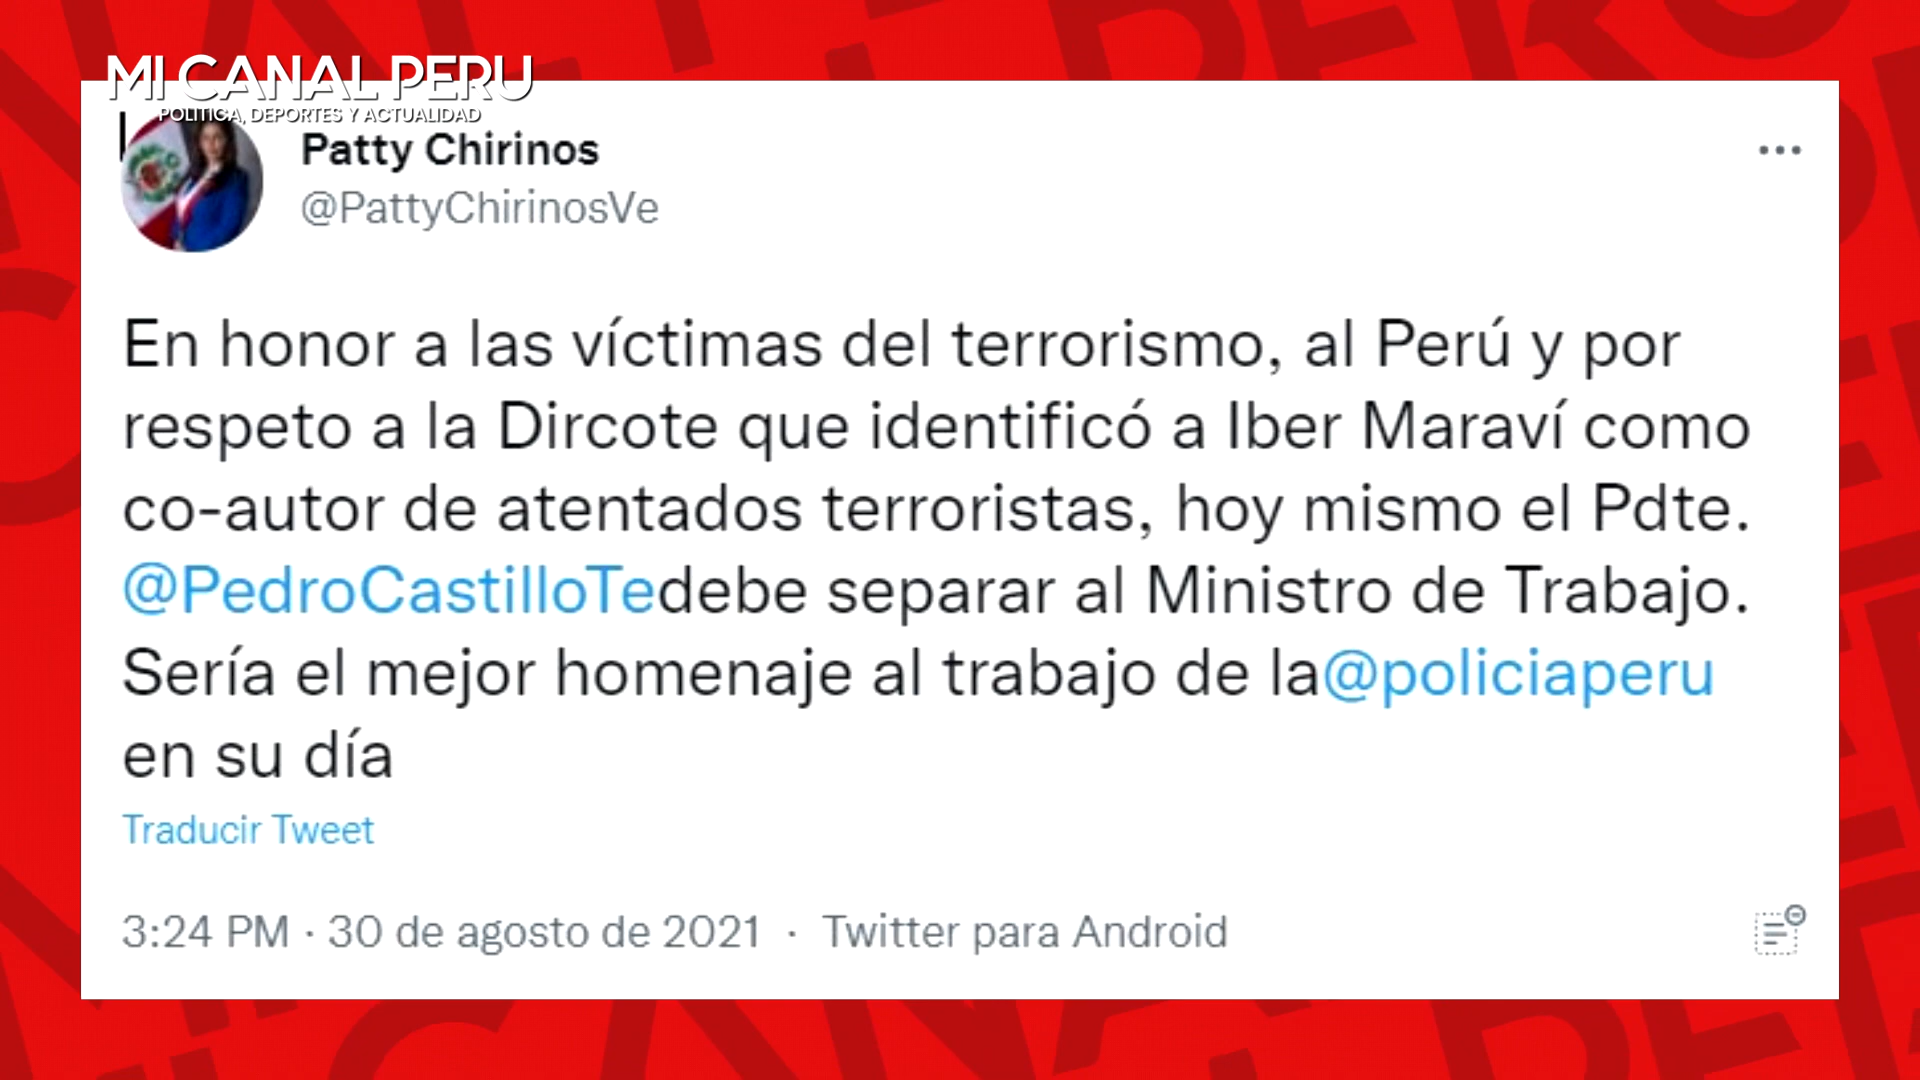 MI CANAL PERU
POLITICA, DEPORTES Y ACTUALIDAD
Patty Chirinos
@PattyChirinosVe
En honor a las víctimas del terrorismo, al Perú y por
respeto a la Dircote que identificó a Iber Maraví como
co-autor de atentados terroristas, hoy mismo el Pdte.
@PedroCastilloTedebe separar al Ministro de Trabajo.
Sería el mejor homenaje al trabajo de la@policiaperu
en su día
Traducir Tweet
3:24 PM · 30 de agosto de 2021 · Twitter para Android